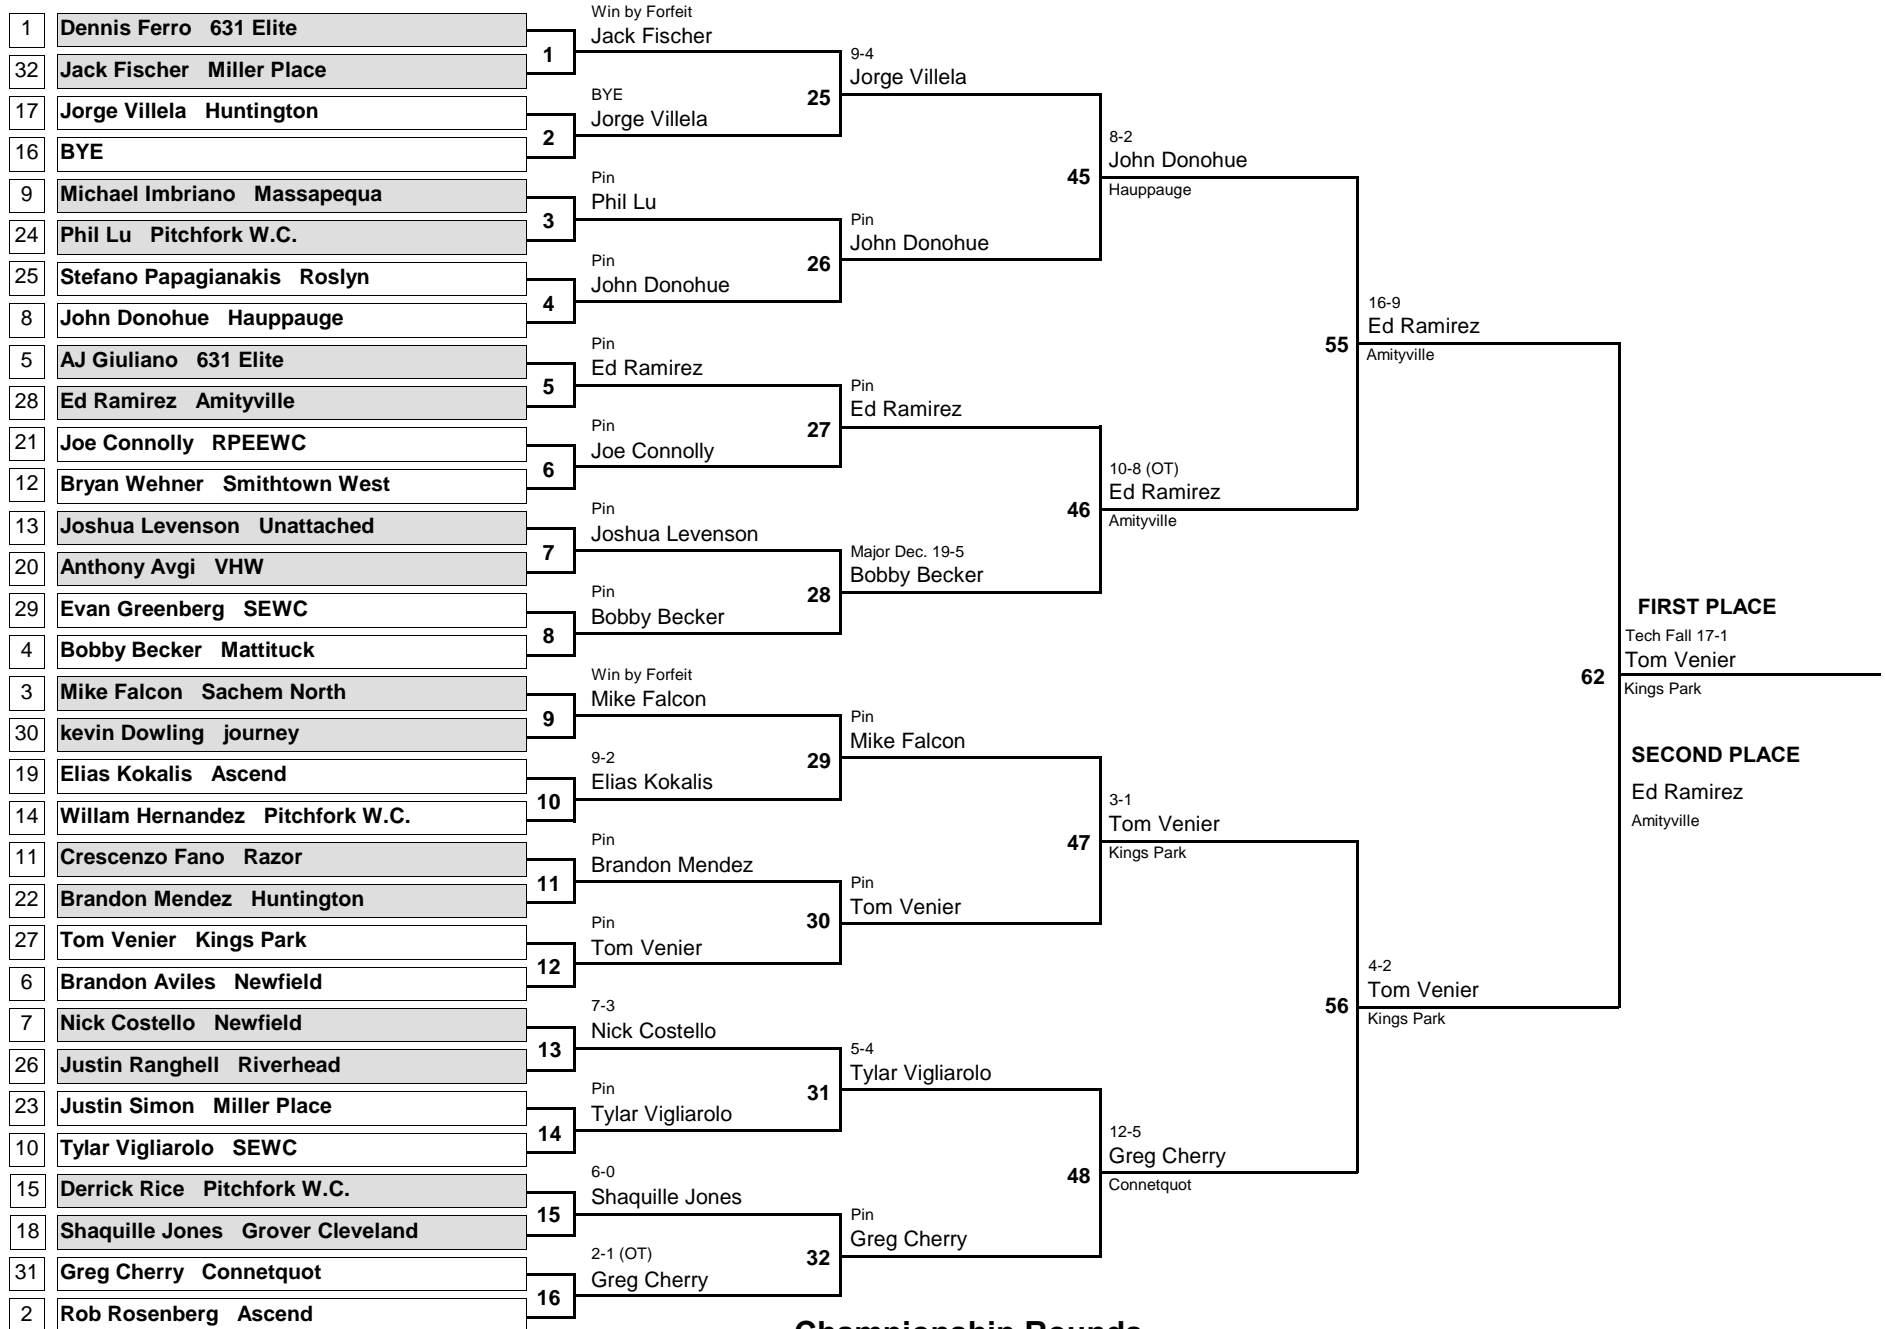 1 Dennis Ferro 631 Elite
32 Jack Fischer Miller Place
17 Jorge Villela Huntington
16 BYE
9 Michael Imbriano Massapequa
24 Phil Lu Pitchfork W.C.
25 Stefano Papagianakis Roslyn
8 John Donohue Hauppauge
5 AJ Giuliano 631 Elite
28 Ed Ramirez Amityville
21 Joe Connolly RPEEWC
12 Bryan Wehner Smithtown West
13 Joshua Levenson Unattached
20 Anthony Avgi VHW
29 Evan Greenberg SEWC
4 Bobby Becker Mattituck
3 Mike Falcon Sachem North
30 kevin Dowling journey
19 Elias Kokalis Ascend
14 Willam Hernandez Pitchfork W.C.
11 Crescenzo Fano Razor
22 Brandon Mendez Huntington
27 Tom Venier Kings Park
6 Brandon Aviles Newfield
7 Nick Costello Newfield
26 Justin Ranghell Riverhead
23 Justin Simon Miller Place
10 Tylar Vigliarolo SEWC
15 Derrick Rice Pitchfork W.C.
18 Shaquille Jones Grover Cleveland
31 Greg Cherry Connetquot
2 Rob Rosenberg Ascend
1
2
3
4
5
6
7
8
9
10
11
12
13
14
15
16
Win by Forfeit
Jack Fischer
BYE
Jorge Villela
Pin
Phil Lu
Pin
John Donohue
Pin
Ed Ramirez
Pin
Joe Connolly
Pin
Joshua Levenson
Pin
Bobby Becker
Win by Forfeit
Mike Falcon
9-2
Elias Kokalis
Pin
Brandon Mendez
Pin
Tom Venier
7-3
Nick Costello
Pin
Tylar Vigliarolo
6-0
Shaquille Jones
2-1 (OT)
Greg Cherry
25
26
27
28
29
30
31
32
9-4
Jorge Villela
Pin
John Donohue
Pin
Ed Ramirez
Major Dec. 19-5
Bobby Becker
Pin
Mike Falcon
Pin
Tom Venier
5-4
Tylar Vigliarolo
Pin
Greg Cherry
45
46
47
48
8-2
John Donohue
Hauppauge
10-8 (OT)
Ed Ramirez
Amityville
3-1
Tom Venier
Kings Park
12-5
Greg Cherry
Connetquot
55
56
16-9
Ed Ramirez
Amityville
4-2
Tom Venier
Kings Park
62
FIRST PLACE
Tech Fall 17-1
Tom Venier
Kings Park
SECOND PLACE
Ed Ramirez
Amityville
Championship Rounds